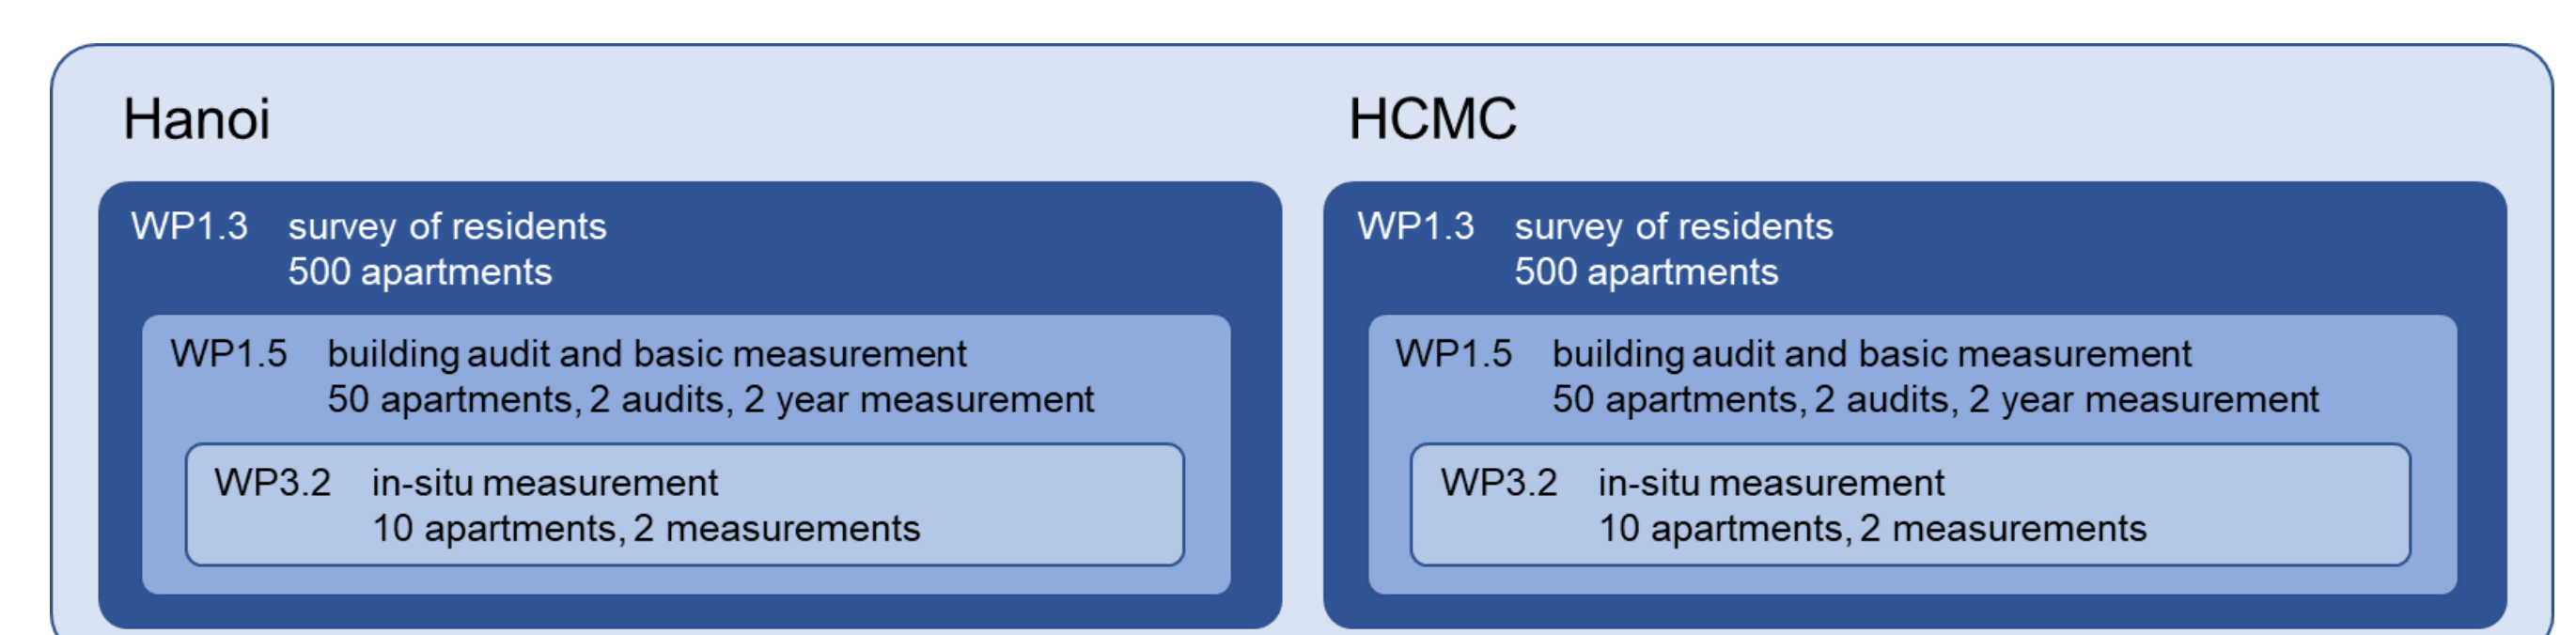 Hanoi
WP1.3 survey of residents
500 apartments
WP1.5 building audit and basic measurement
50 apartments, 2 audits, 2 year measurement
WP3.2 in-situ measurement
10 apartments, 2 measurements
HCMC
WP1.3 survey of residents
500 apartments
WP1.5 building audit and basic measurement
50 apartments, 2 audits, 2 year measurement
WP3.2 in-situ measurement
10 apartments, 2 measurements